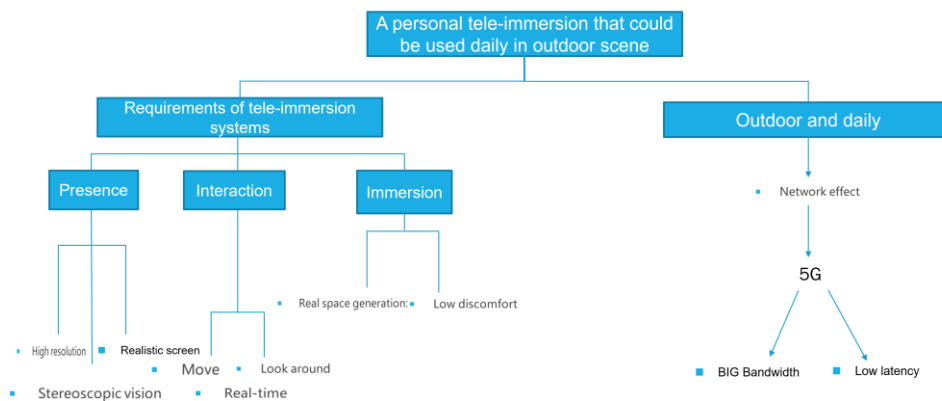 A personal tele-immersion that could
be used daily in outdoor scene
Requirements of tele-immersion
systems
Outdoor and daily
Presence
Interaction
Immersion
Network effect
5G
Real space generation:
Low discomfort
High resolution
Realistic screen
Move
Look around
BIG Bandwidth
Low latency
Stereoscopic vision
Real-time